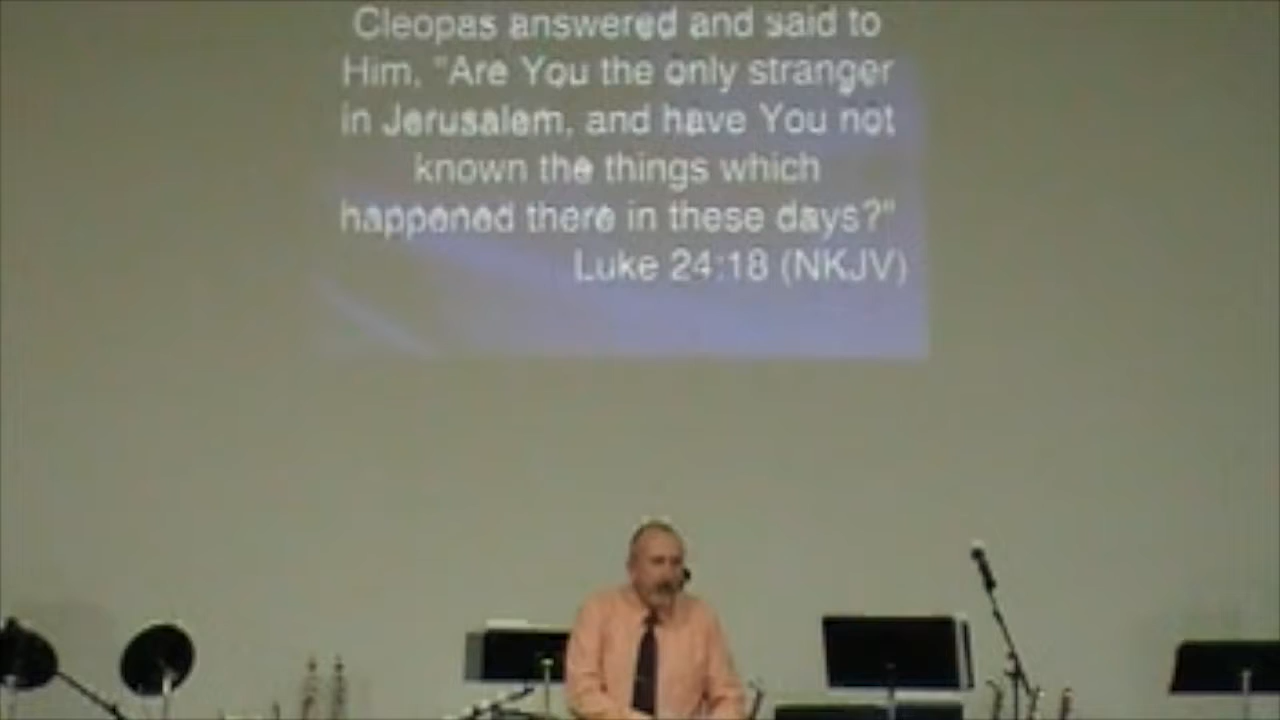 Cleopas answered and said to
Him, "Are You the only stranger
in Jerusalem, and have You not
known the things which
happened there in these days?"
Luke 24:18 (NKJV)